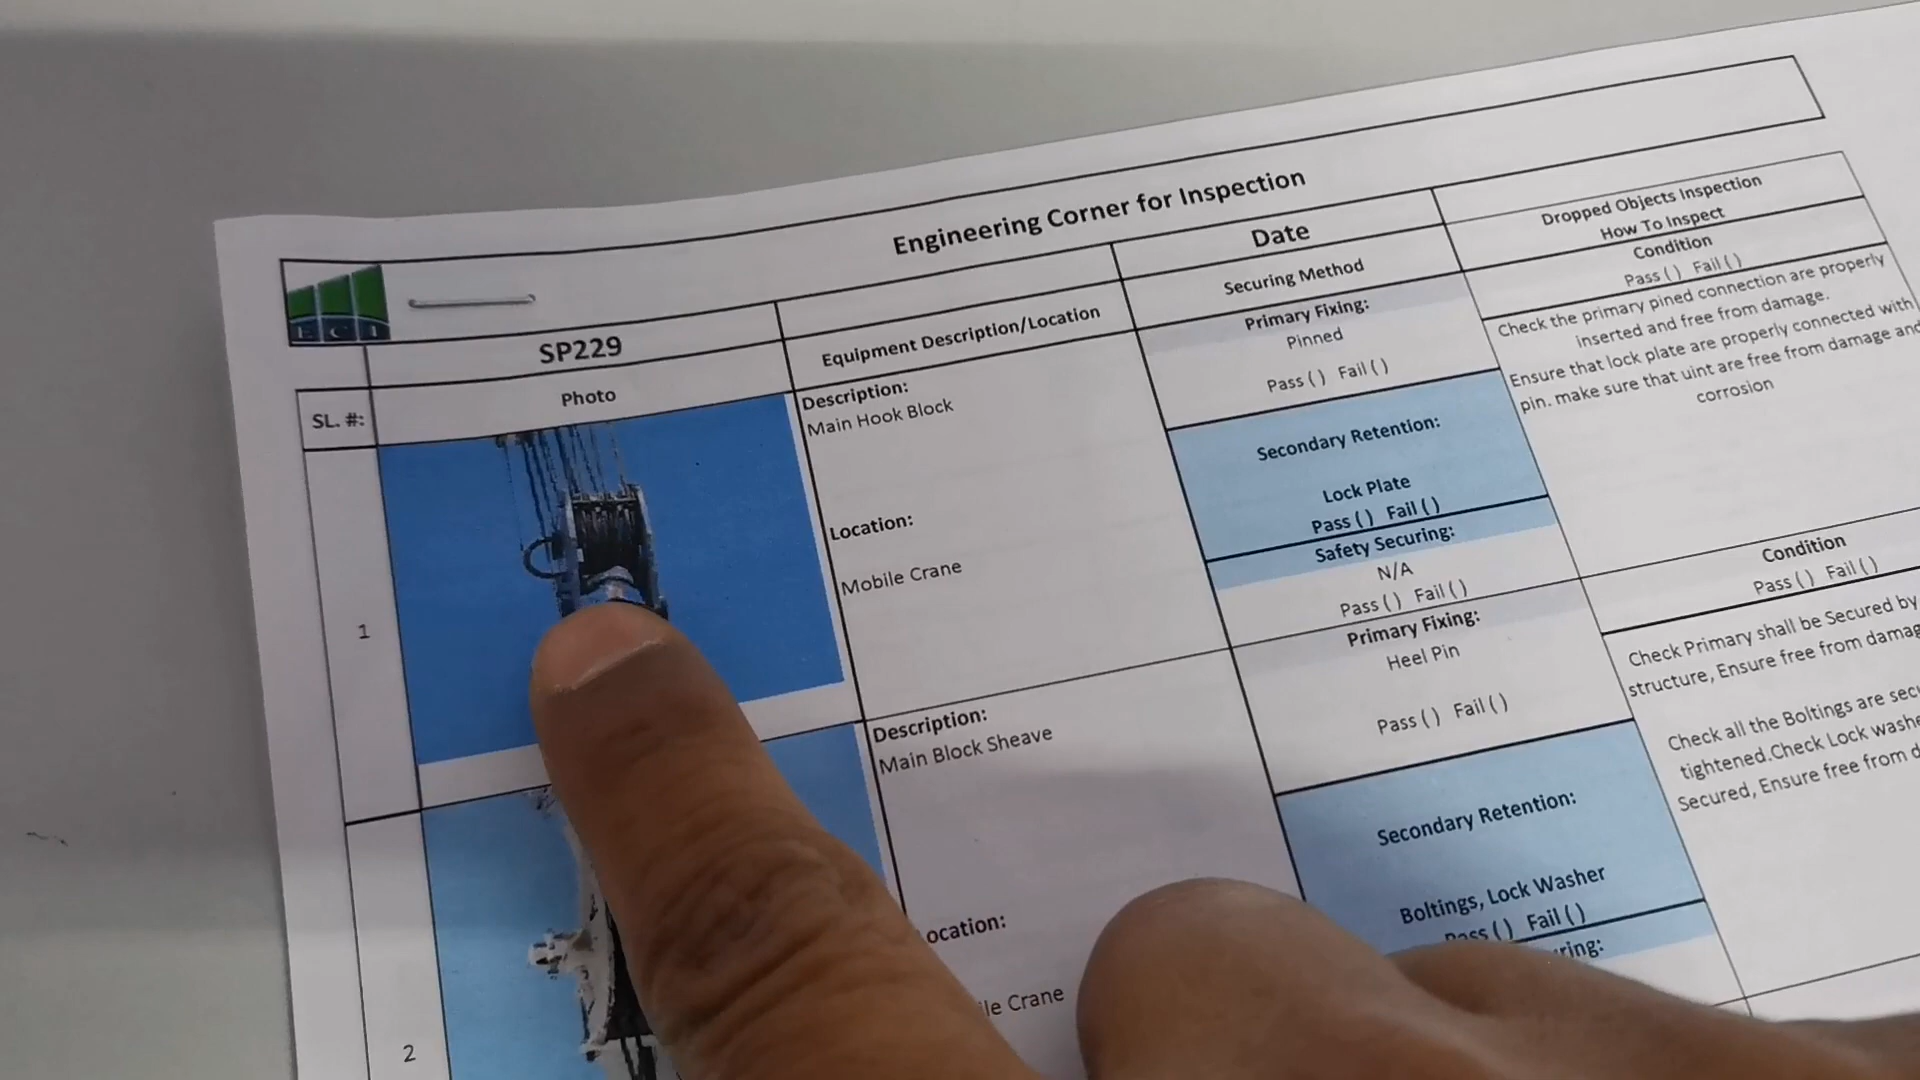 Engineering Corner for Inspection
E C I
SP229
Date
Dropped Objects Inspection
How To Inspect
SL. #:
Photo
Equipment Description/Location
Securing Method
Condition
Pass ( ) Fail ( )
1
Description:
Main Hook Block
Location:
Mobile Crane
Primary Fixing:
Pinned
Pass ( ) Fail ( )
Secondary Retention:
Lock Plate
Pass ( ) Fail ( )
Safety Securing:
N/A
Pass ( ) Fail ( )
Check the primary pined connection are properly
inserted and free from damage.
Ensure that lock plate are properly connected with
pin. make sure that uint are free from damage and
corrosion
2
Description:
Main Block Sheave
ocation:
ile Crane
Primary Fixing:
Heel Pin
Pass ( ) Fail ( )
Secondary Retention:
Boltings, Lock Washer
Pass ( ) Fail ( )
ring:
Condition
Pass ( ) Fail ( )
Check Primary shall be Secured by
structure, Ensure free from
Check all the Boltings are
tightened.Check Lock
Secured, Ensure free from